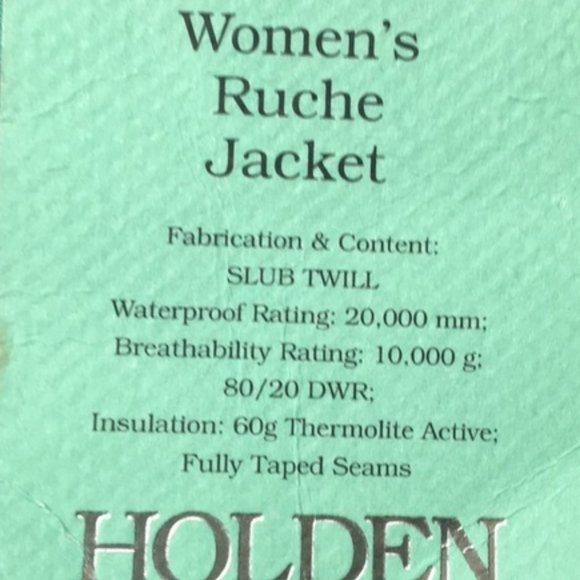 Women's
Ruche
Jacket
Fabrication & Content:
SLUB TWILL
Waterproof Rating: 20,000 mm;
Breathability Rating: 10,000 g;
80/20 DWR;
Insulation: 60g Thermolite Active;
Fully Taped Seams
HOLDEN